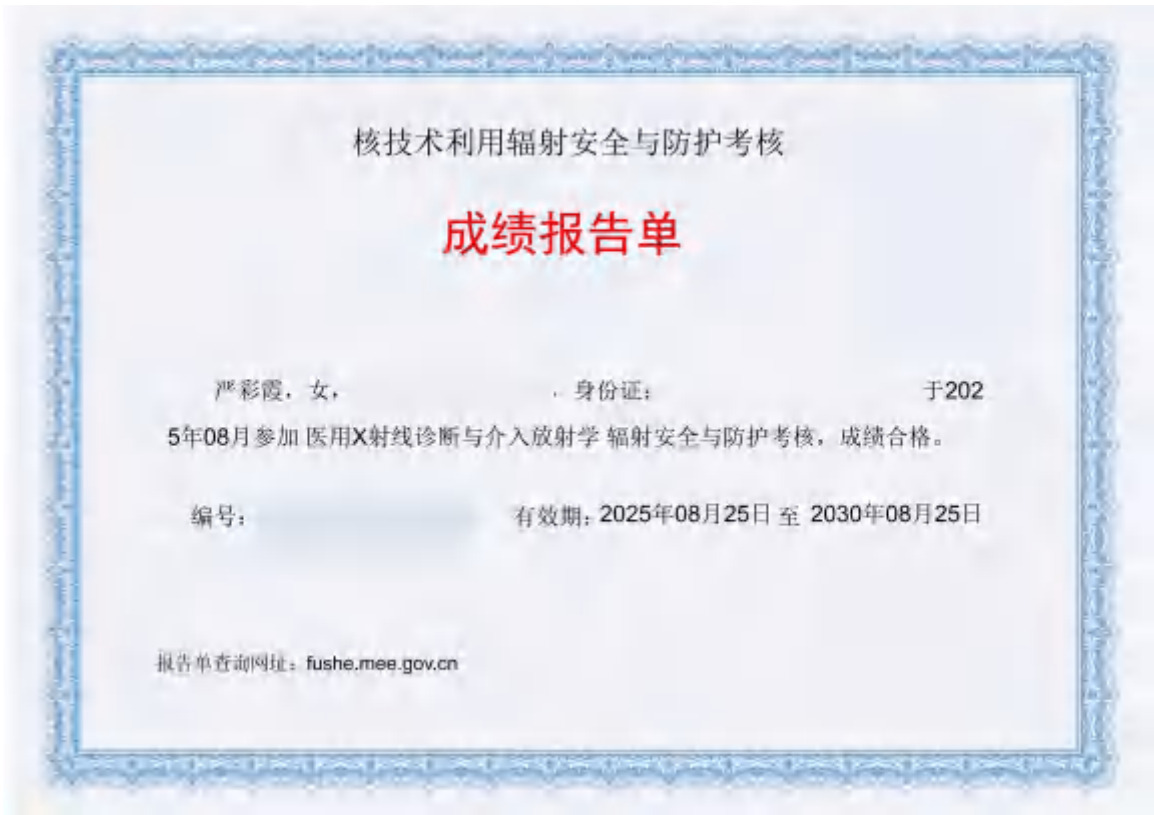 核技术利用辐射安全与防护考核
成绩报告单
严彩霞，女， ，身份证： 于202
5年08月参加 医用X射线诊断与介入放射学 辐射安全与防护考核，成绩合格。
编号： 有效期：2025年08月25日 至 2030年08月25日
报告单查询网址：fushe.mee.gov.cn